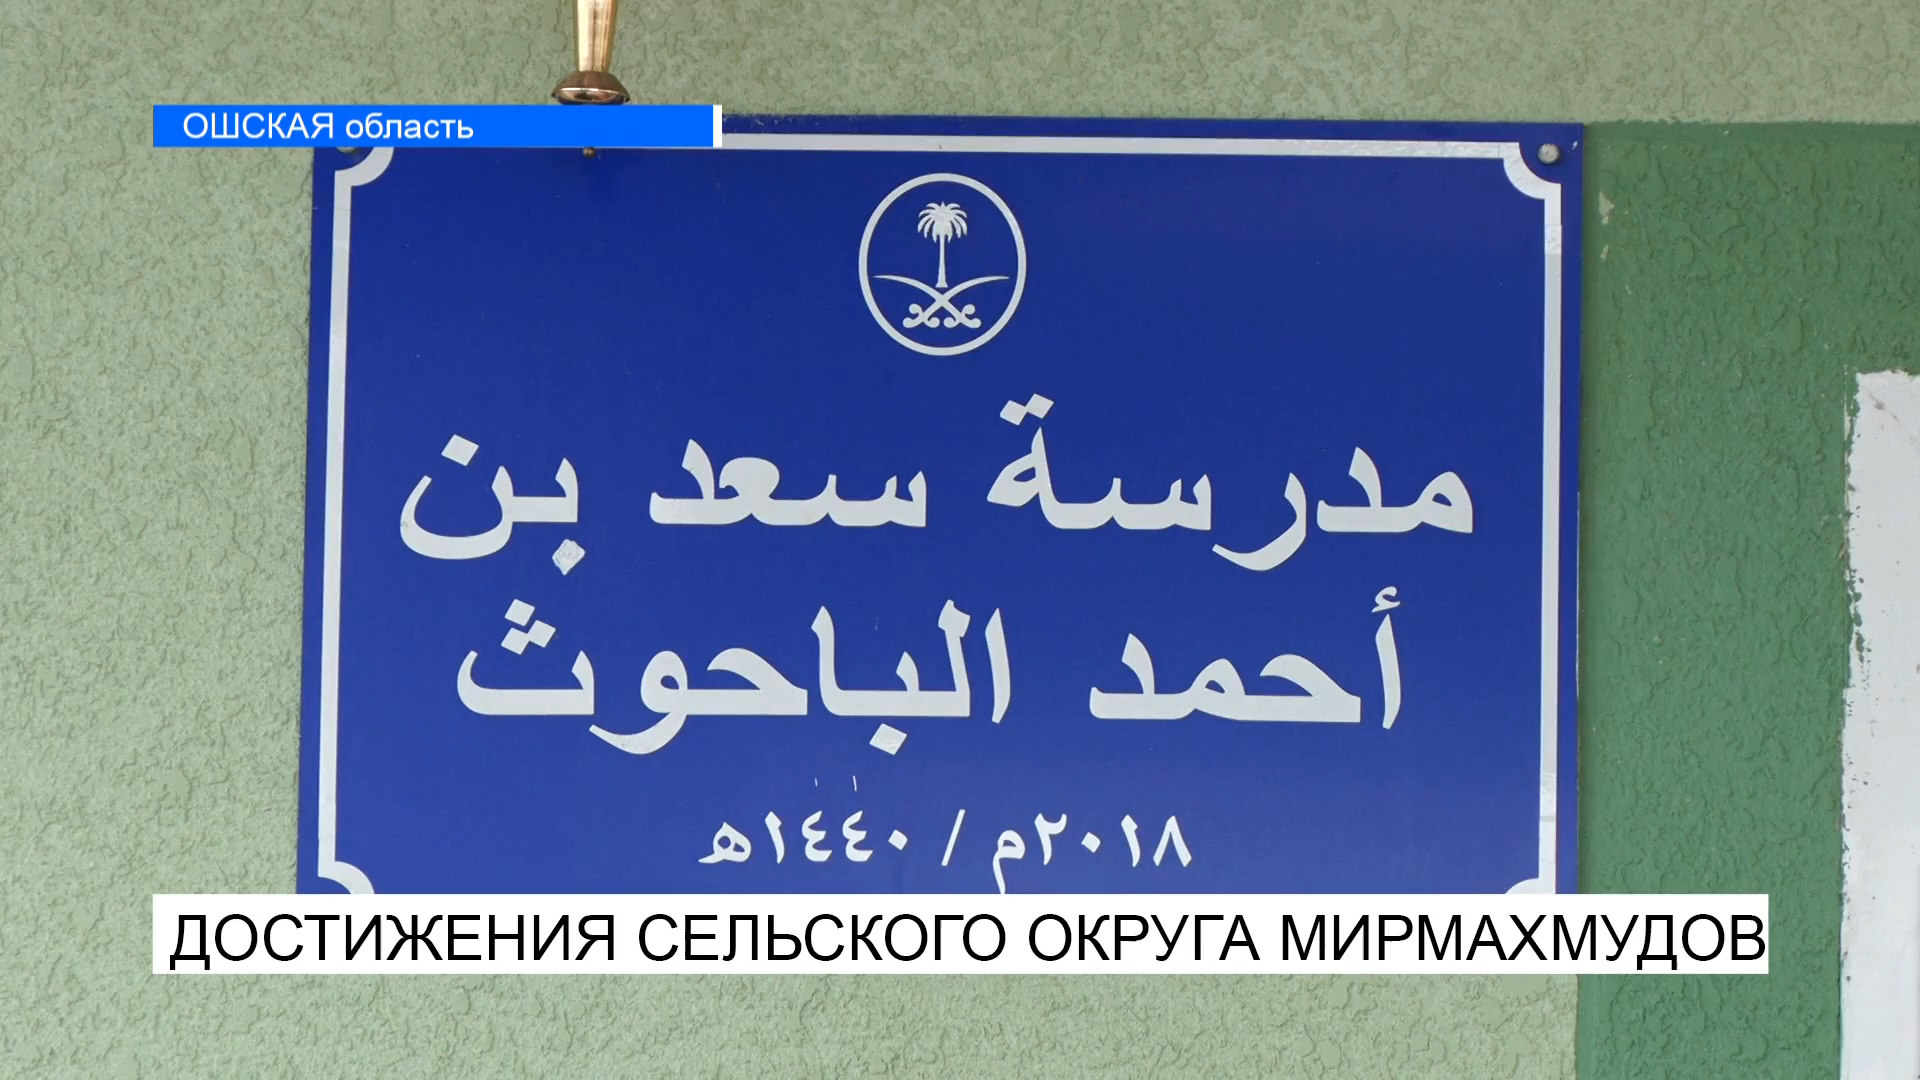 ОШСКАЯ область
مدرسة سعد بن
أحمد الباحوث
٢٠١٨م / ١٤٤٠هـ
ДОСТИЖЕНИЯ СЕЛЬСКОГО ОКРУГА МИРМАХМУДОВ